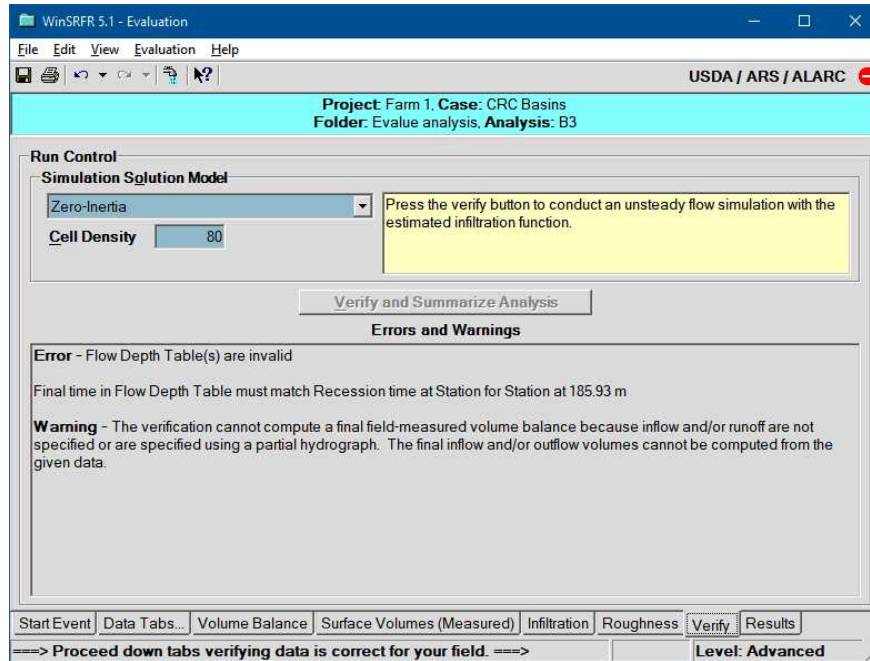 WinSRFR 5.1 - Evaluation
File Edit View Evaluation Help
USDA / ARS / ALARC
Project: Farm 1, Case: CRC Basins
Folder: Evalue analysis, Analysis: B3
Run Control
Simulation Solution Model
Zero-Inertia
Press the verify button to conduct an unsteady flow simulation with the
estimated infiltration function.
Cell Density 80
Verify and Summarize Analysis
Errors and Warnings
Error - Flow Depth Table(s) are invalid
Final time in Flow Depth Table must match Recession time at Station for Station at 185.93 m
Warning - The verification cannot compute a final field-measured volume balance because inflow and/or runoff are not
specified or are specified using a partial hydrograph. The final inflow and/or outflow volumes cannot be computed from the
given data.
Start Event Data Tabs... Volume Balance Surface Volumes (Measured) Infiltration Roughness Verify Results
===> Proceed down tabs verifying data is correct for your field. ===> Level: Advanced